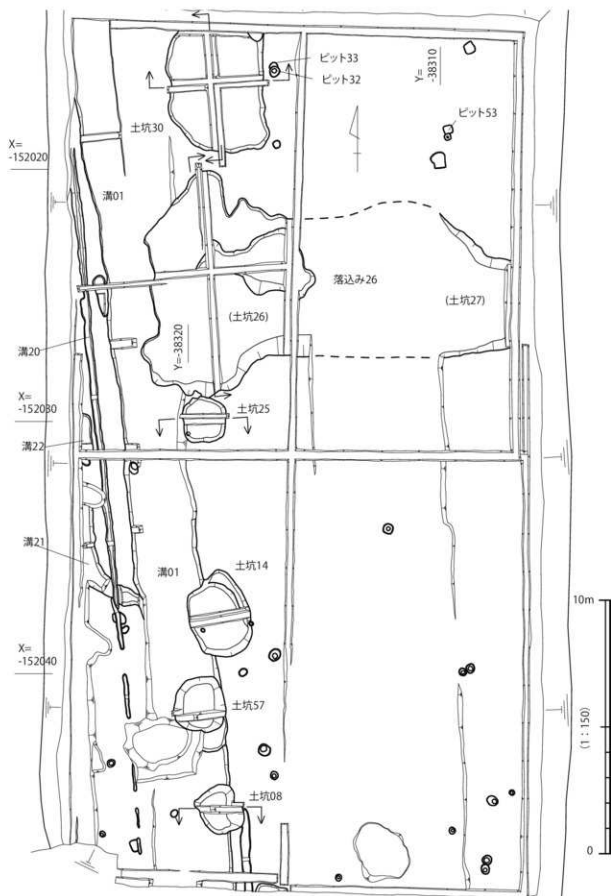 ピット33
ピット32
Y=
-38310
ピット53
土坑30
X=
-152020
溝01
落込み26
(土坑26)
(土坑27)
Y=-38320
溝20
X=
-152030
土坑25
溝22
溝21
溝01
土坑14
10m
X=
-152040
土坑57
(1:150)
土坑08
0